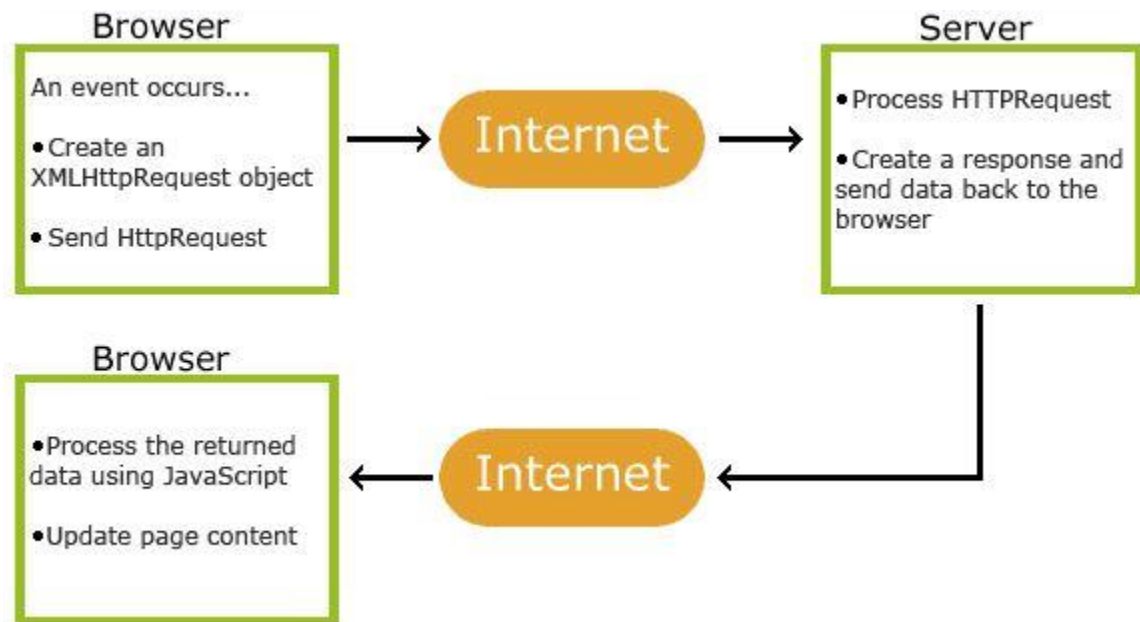 Browser
An event occurs...
•Create an
XMLHttpRequest object
• Send HttpRequest
Internet
Server
•Process HTTPRequest
•Create a response and
send data back to the
browser
Browser
•Process the returned
data using JavaScript
•Update page content
Internet